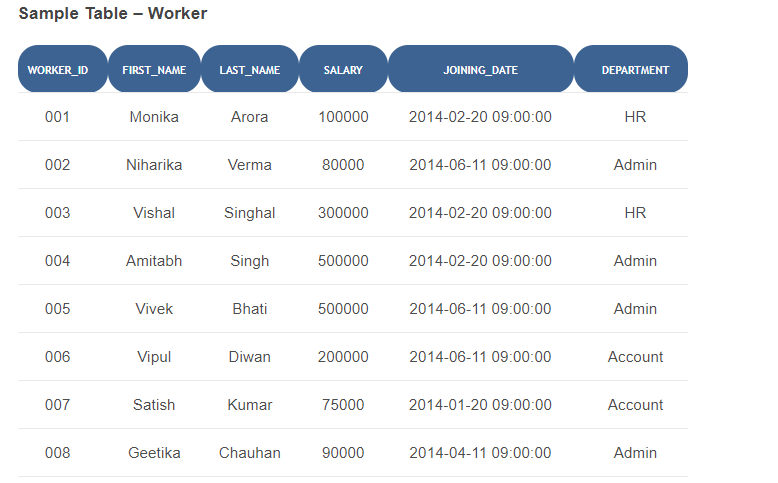 Sample Table – Worker
WORKER_ID FIRST_NAME LAST_NAME SALARY JOINING_DATE DEPARTMENT
001 Monika Arora 100000 2014-02-20 09:00:00 HR
002 Niharika Verma 80000 2014-06-11 09:00:00 Admin
003 Vishal Singhal 300000 2014-02-20 09:00:00 HR
004 Amitabh Singh 500000 2014-02-20 09:00:00 Admin
005 Vivek Bhati 500000 2014-06-11 09:00:00 Admin
006 Vipul Diwan 200000 2014-06-11 09:00:00 Account
007 Satish Kumar 75000 2014-01-20 09:00:00 Account
008 Geetika Chauhan 90000 2014-04-11 09:00:00 Admin